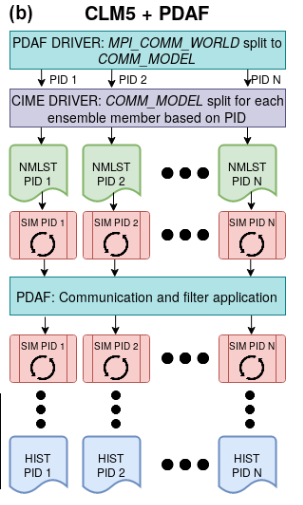 (b) CLM5 + PDAF
PDAF DRIVER: MPI_COMM_WORLD split to
COMM_MODEL
PID 1 PID 2 PID N
CIME DRIVER: COMM_MODEL split for each
ensemble member based on PID
NMLST NMLST NMLST
PID 1 PID 2 PID N
SIM PID 1 SIM PID 2 SIM PID N
PDAF: Communication and filter application
SIM PID 1 SIM PID 2 SIM PID N
HIST HIST HIST
PID 1 PID 2 PID N